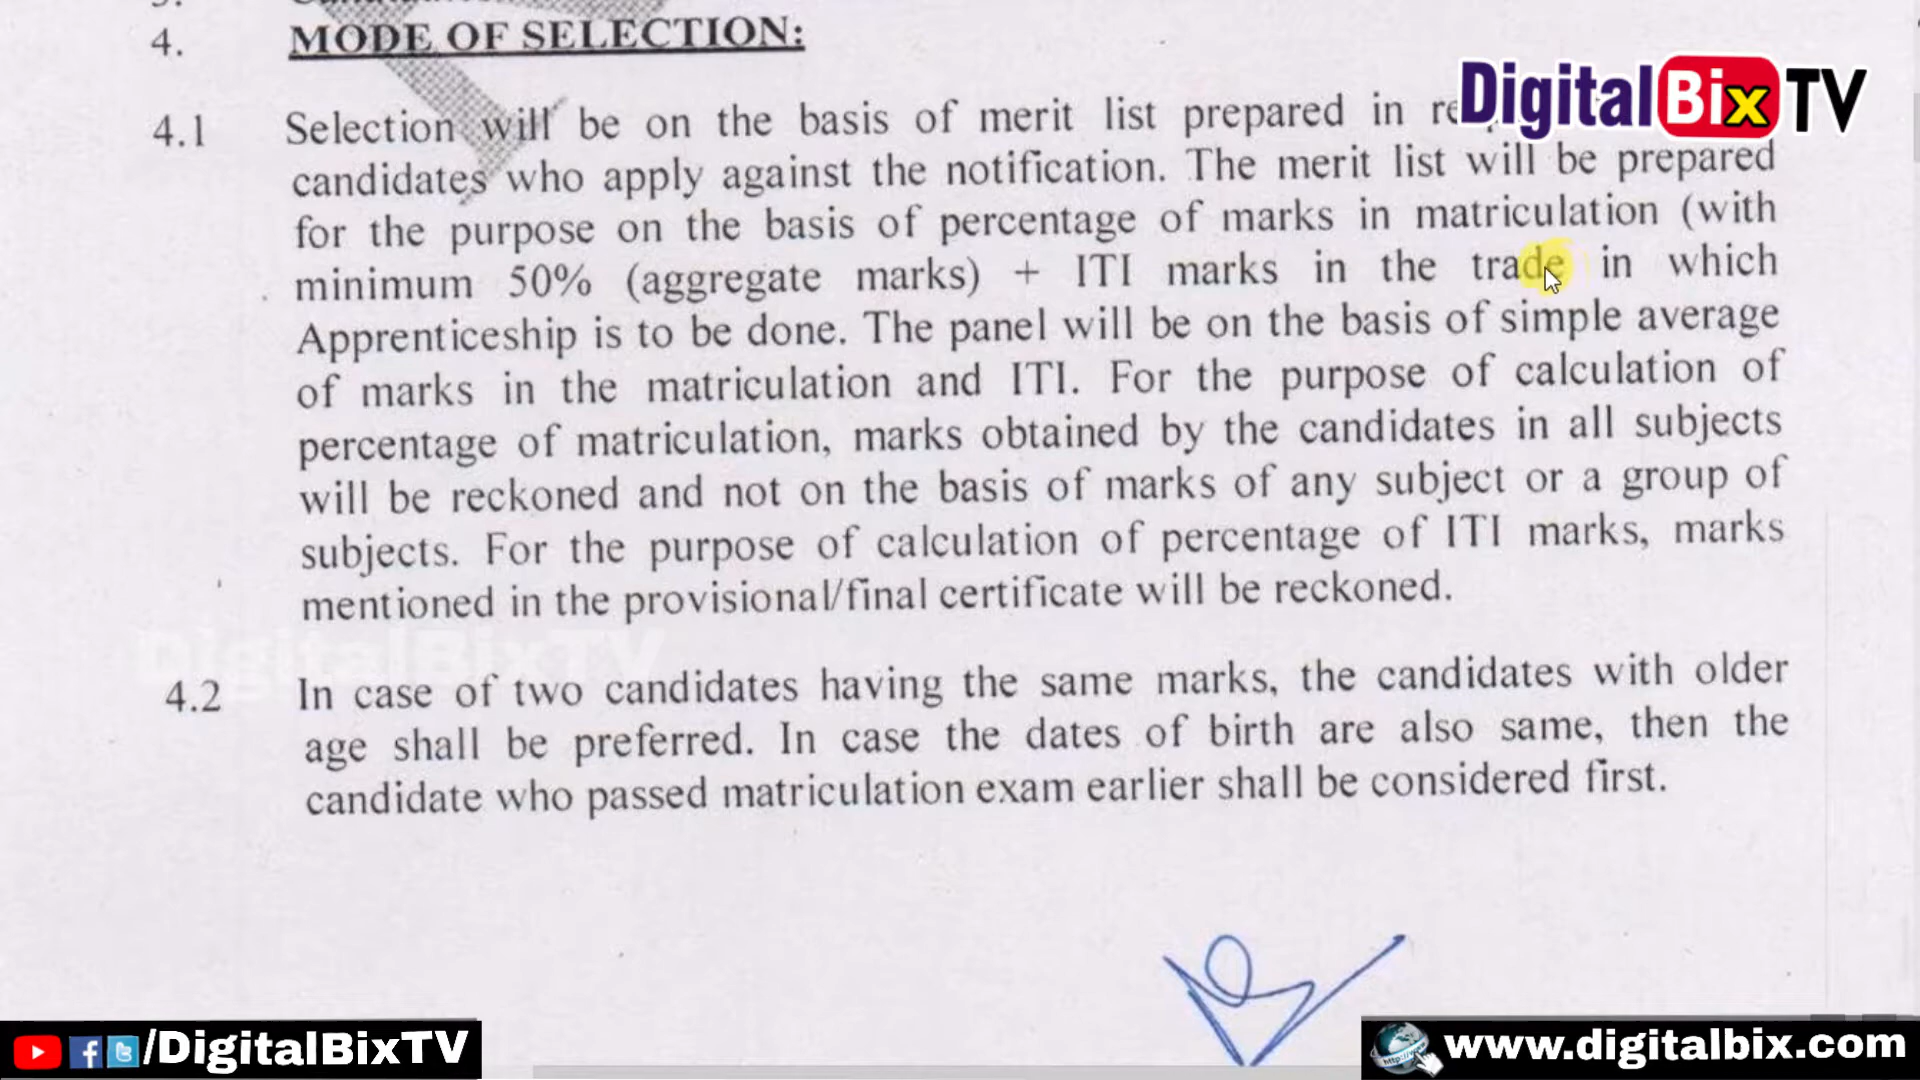 4. MODE OF SELECTION:
DigitalBixTV
4.1 Selection will be on the basis of merit list prepared in
candidates who apply against the notification. The merit list will be prepared
for the purpose on the basis of percentage of marks in matriculation (with
minimum 50% (aggregate marks) + ITI marks in the trade in which
Apprenticeship is to be done. The panel will be on the basis of simple average
of marks in the matriculation and ITI. For the purpose of calculation of
percentage of matriculation, marks obtained by the candidates in all subjects
will be reckoned and not on the basis of marks of any subject or a group of
subjects. For the purpose of calculation of percentage of ITI marks, marks
mentioned in the provisional/final certificate will be reckoned.
DigitalBixTV
4.2 In case of two candidates having the same marks, the candidates with older
age shall be preferred. In case the dates of birth are also same, then the
candidate who passed matriculation exam earlier shall be considered first.
/DigitalBixTV
www.digitalbix.com